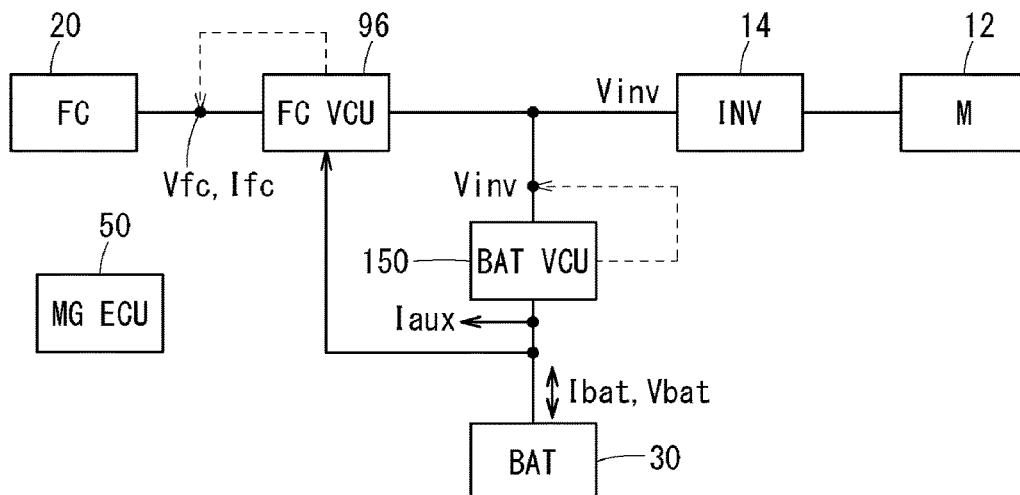 20
96
14
12
FC
FC VCU
Vinv
INV
M
Vfc, Ifc
Vinv
50
150
BAT VCU
MG ECU
Iaux
Ibat, Vbat
BAT
30